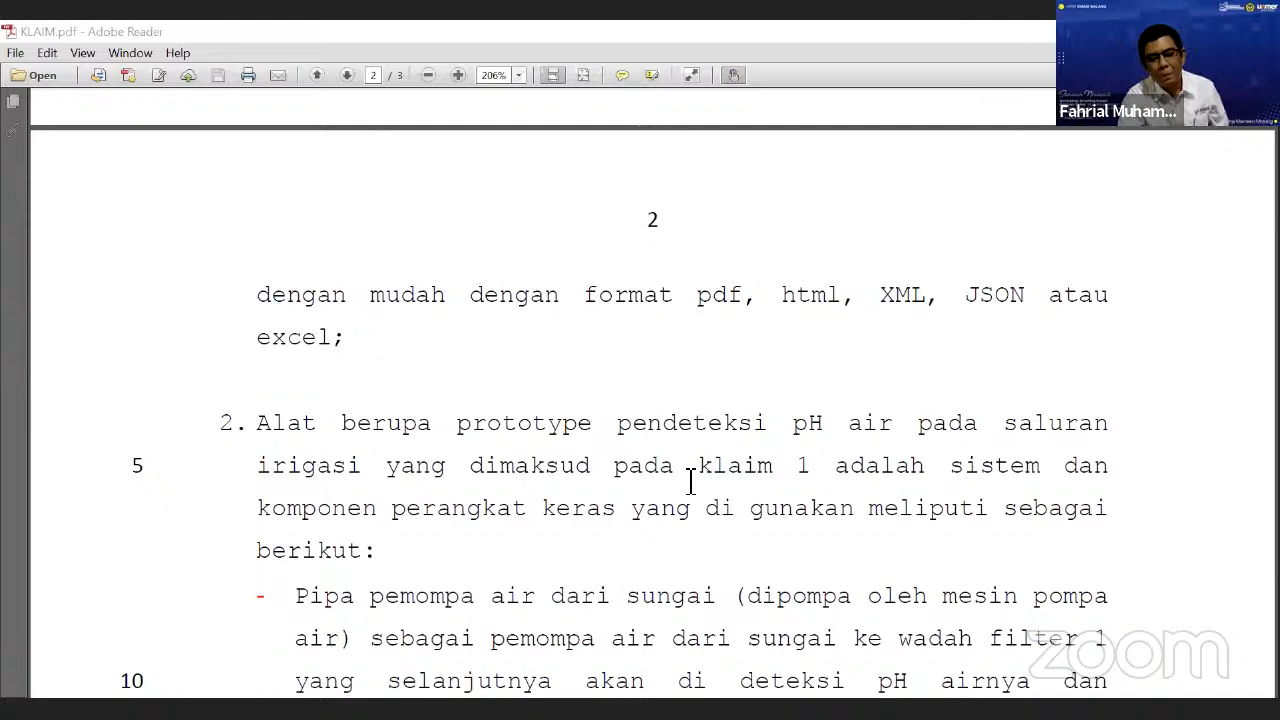 KLAIM.pdf - Adobe Reader
File Edit View Window Help
Open 2 / 3 206%
Fahrial Muham...
2
dengan mudah dengan format pdf, html, XML, JSON atau
excel;
2. Alat berupa prototype pendeteksi pH air pada saluran
5 irigasi yang dimaksud pada klaim 1 adalah sistem dan
komponen perangkat keras yang di gunakan meliputi sebagai
berikut:
- Pipa pemompa air dari sungai (dipompa oleh mesin pompa
air) sebagai pemompa air dari sungai ke wadah filter 1
10 yang selanjutnya akan di deteksi pH airnya dan
zoom